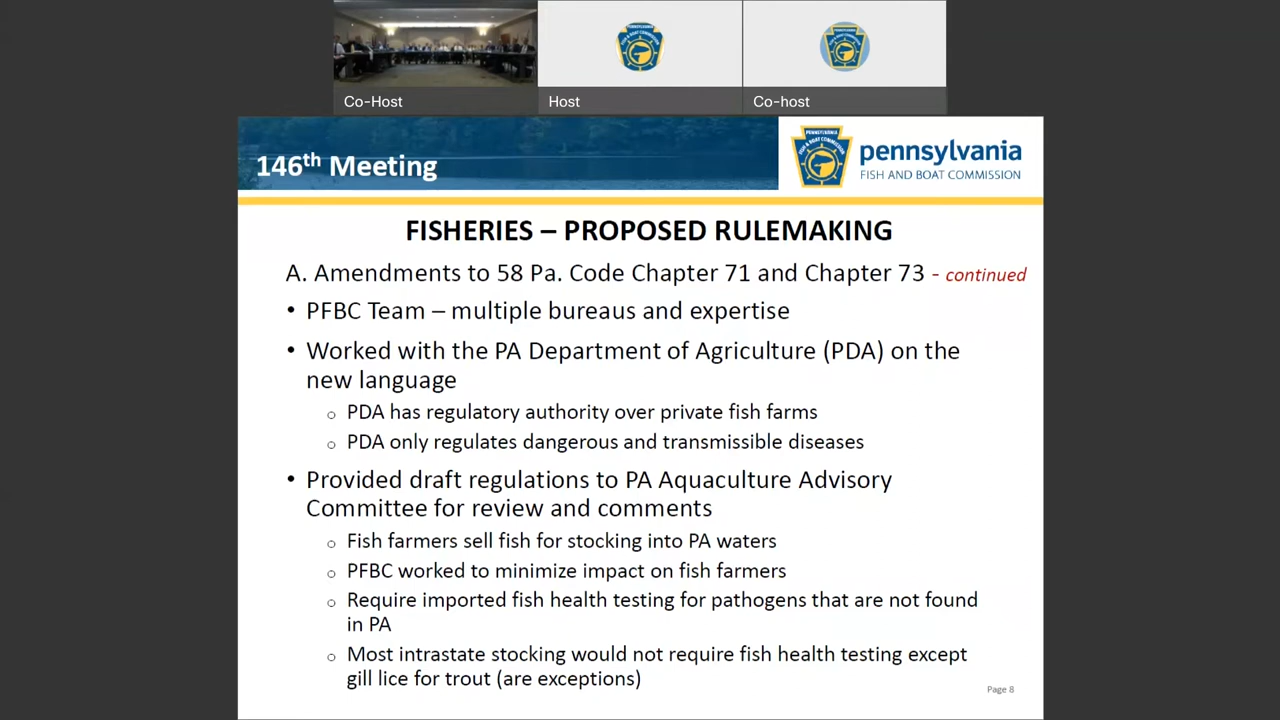 Co-Host
Host
Co-host
146th Meeting
pennsylvania
FISH AND BOAT COMMISSION
FISHERIES – PROPOSED RULEMAKING
A. Amendments to 58 Pa. Code Chapter 71 and Chapter 73 - continued
• PFBC Team – multiple bureaus and expertise
• Worked with the PA Department of Agriculture (PDA) on the
new language
o PDA has regulatory authority over private fish farms
o PDA only regulates dangerous and transmissible diseases
• Provided draft regulations to PA Aquaculture Advisory
Committee for review and comments
o Fish farmers sell fish for stocking into PA waters
o PFBC worked to minimize impact on fish farmers
o Require imported fish health testing for pathogens that are not found
in PA
o Most intrastate stocking would not require fish health testing except
gill lice for trout (are exceptions)
Page 8